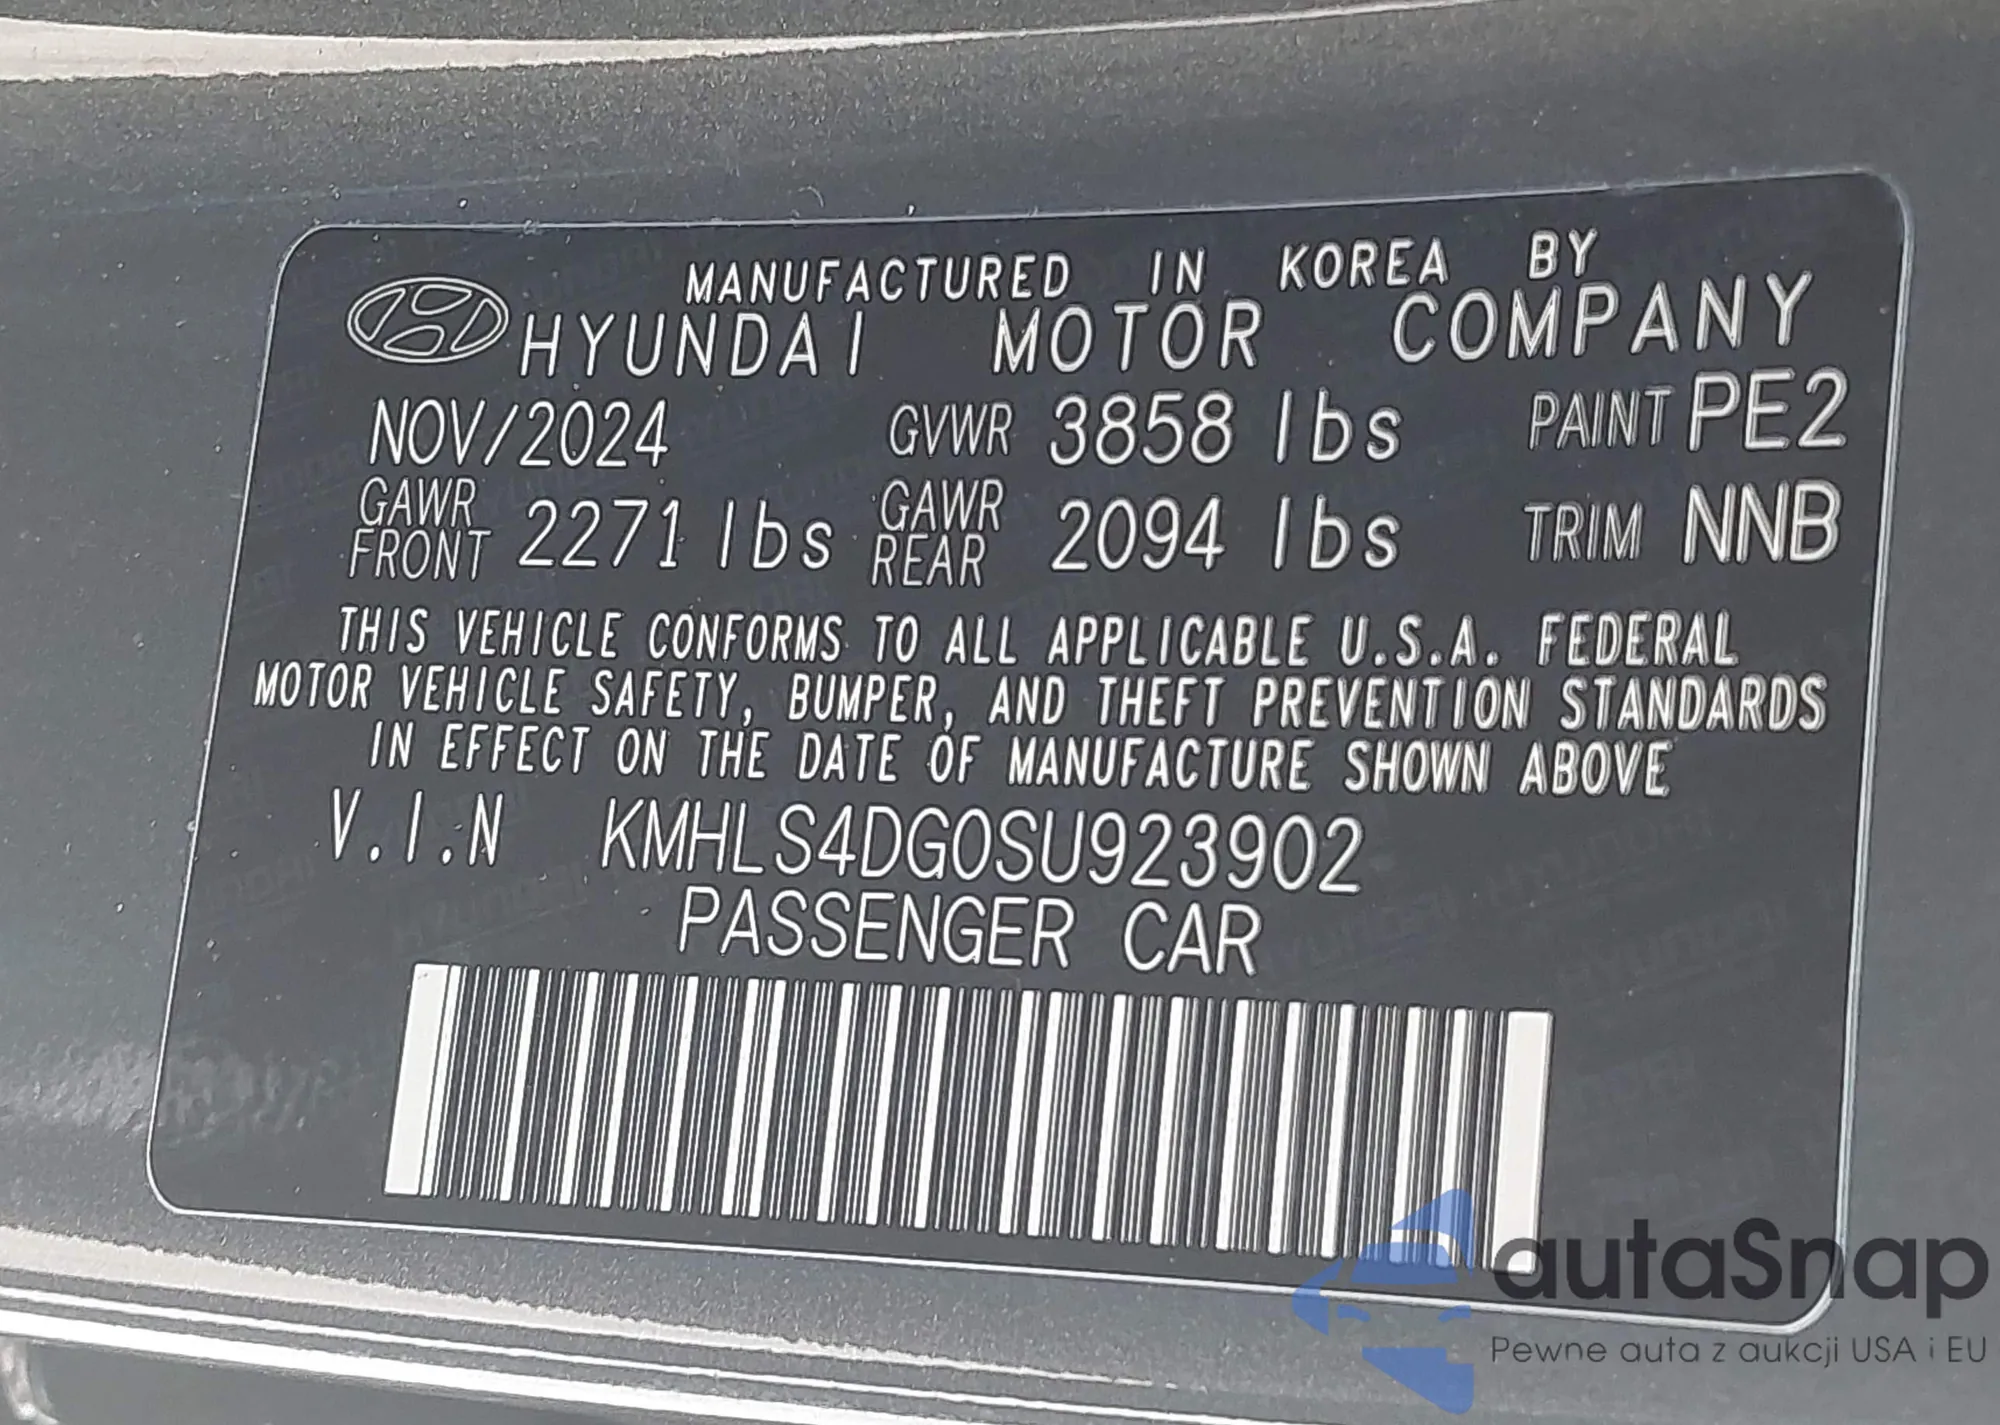 MANUFACTURED IN KOREA BY
HYUNDAI MOTOR COMPANY
NOV/2024 GVWR 3858 lbs PAINT PE2
GAWR FRONT 2271 lbs GAWR REAR 2094 lbs TRIM NNB
THIS VEHICLE CONFORMS TO ALL APPLICABLE U.S.A. FEDERAL
MOTOR VEHICLE SAFETY, BUMPER, AND THEFT PREVENTION STANDARDS
IN EFFECT ON THE DATE OF MANUFACTURE SHOWN ABOVE
V.I.N KMHLS4DG0SU923902
PASSENGER CAR
autaSnap
Pewne auta z aukcji USA i EU